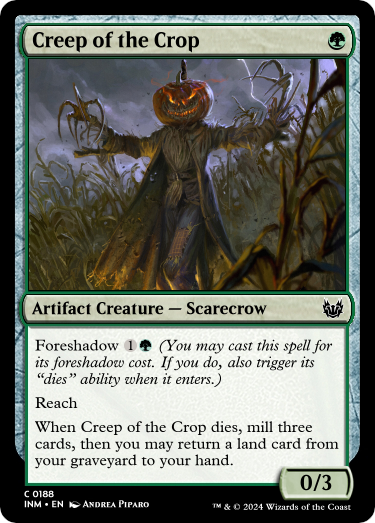 Creep of the Crop
Artifact Creature — Scarecrow
Foreshadow 1 (You may cast this spell for
its foreshadow cost. If you do, also trigger its
“dies” ability when it enters.)
Reach
When Creep of the Crop dies, mill three
cards, then you may return a land card from
your graveyard to your hand.
0/3
C 0188
INM • EN Andrea Piparo
™ & © 2024 Wizards of the Coast